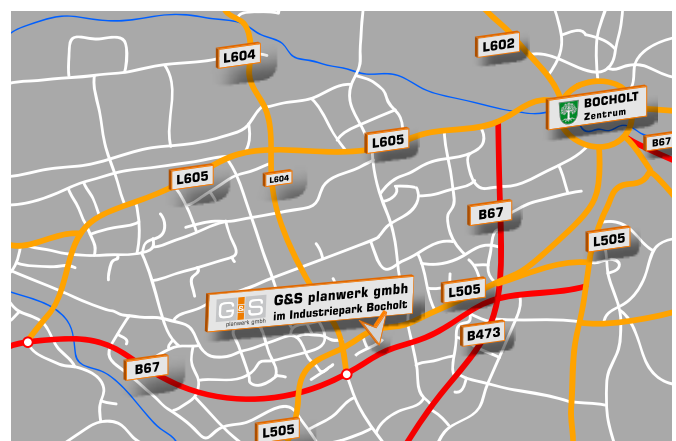 L602
L604
BOCHOLT
Zentrum
L605
B67
L605
L604
B67
L505
G&S planwerk gmbh
im Industriepark Bocholt
G&S
planwerk gmbh
L505
B473
B67
L505